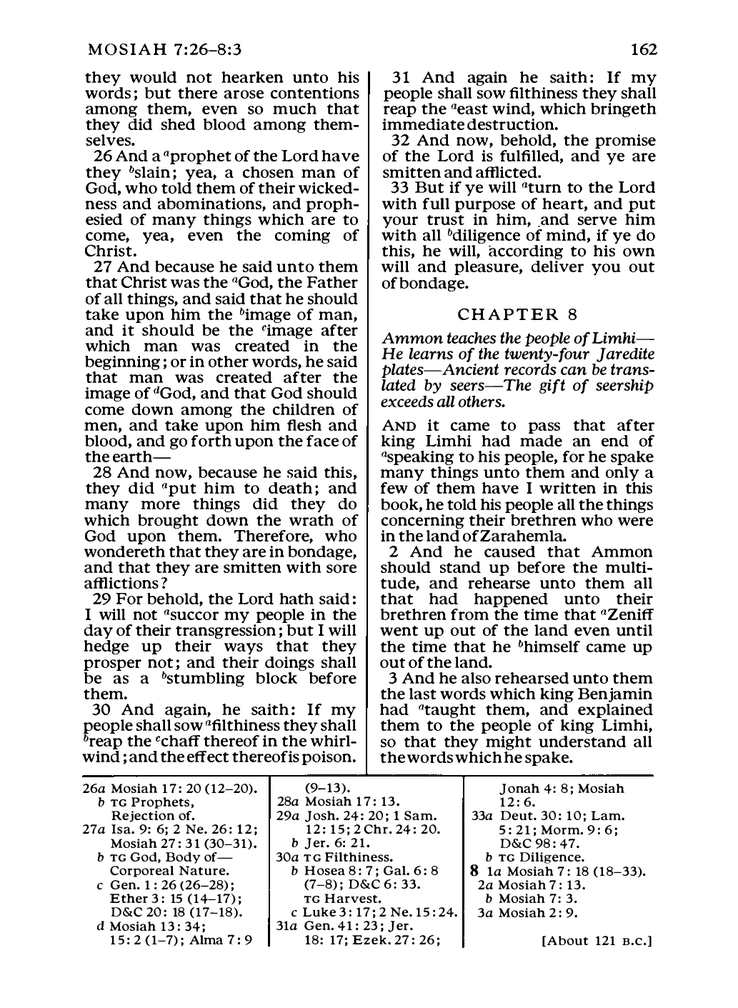 MOSIAH 7:26–8:3
162
they would not hearken unto his
words; but there arose contentions
among them, even so much that
they did shed blood among them-
selves.
26 And a aprophet of the Lord have
they bslain; yea, a chosen man of
God, who told them of their wicked-
ness and abominations, and proph-
esied of many things which are to
come, yea, even the coming of
Christ.
27 And because he said unto them
that Christ was the aGod, the Father
of all things, and said that he should
take upon him the bimage of man,
and it should be the cimage after
which man was created in the
beginning; or in other words, he said
that man was created after the
image of dGod, and that God should
come down among the children of
men, and take upon him flesh and
blood, and go forth upon the face of
the earth—
28 And now, because he said this,
they did aput him to death; and
many more things did they do
which brought down the wrath of
God upon them. Therefore, who
wondereth that they are in bondage,
and that they are smitten with sore
afflictions?
29 For behold, the Lord hath said:
I will not asuccor my people in the
day of their transgression; but I will
hedge up their ways that they
prosper not; and their doings shall
be as a bstumbling block before
them.
30 And again, he saith: If my
people shall sow afilthiness they shall
breap the cchaff thereof in the whirl-
wind; and the effect thereof is poison.
31 And again he saith: If my
people shall sow filthiness they shall
reap the aeast wind, which bringeth
immediate destruction.
32 And now, behold, the promise
of the Lord is fulfilled, and ye are
smitten and afflicted.
33 But if ye will aturn to the Lord
with full purpose of heart, and put
your trust in him, and serve him
with all bdiligence of mind, if ye do
this, he will, according to his own
will and pleasure, deliver you out
of bondage.
CHAPTER 8
Ammon teaches the people of Limhi—
He learns of the twenty-four Jaredite
plates—Ancient records can be trans-
lated by seers—The gift of seership
exceeds all others.
AND it came to pass that after
king Limhi had made an end of
aspeaking to his people, for he spake
many things unto them and only a
few of them have I written in this
book, he told his people all the things
concerning their brethren who were
in the land of Zarahemla.
2 And he caused that Ammon
should stand up before the multi-
tude, and rehearse unto them all
that had happened unto their
brethren from the time that aZeniff
went up out of the land even until
the time that he bhimself came up
out of the land.
3 And he also rehearsed unto them
the last words which king Benjamin
had ataught them, and explained
them to the people of king Limhi,
so that they might understand all
the words which he spake.
26a Mosiah 17: 20 (12–20).
b TG Prophets,
Rejection of.
27a Isa. 9: 6; 2 Ne. 26: 12;
Mosiah 27: 31 (30–31).
b TG God, Body of—
Corporeal Nature.
c Gen. 1: 26 (26–28);
Ether 3: 15 (14–17);
D&C 20: 18 (17–18).
d Mosiah 13: 34;
15: 2 (1–7); Alma 7: 9
(9–13).
28a Mosiah 17: 13.
29a Josh. 24: 20; 1 Sam.
12: 15; 2 Chr. 24: 20.
b Jer. 6: 21.
30a TG Filthiness.
b Hosea 8: 7; Gal. 6: 8
(7–8); D&C 6: 33.
TG Harvest.
c Luke 3: 17; 2 Ne. 15: 24.
31a Gen. 41: 23; Jer.
18: 17; Ezek. 27: 26;
Jonah 4: 8; Mosiah
12: 6.
33a Deut. 30: 10; Lam.
5: 21; Morm. 9: 6;
D&C 98: 47.
b TG Diligence.
8 1a Mosiah 7: 18 (18–33).
2a Mosiah 7: 13.
b Mosiah 7: 3.
3a Mosiah 2: 9.
[About 121 B.C.]